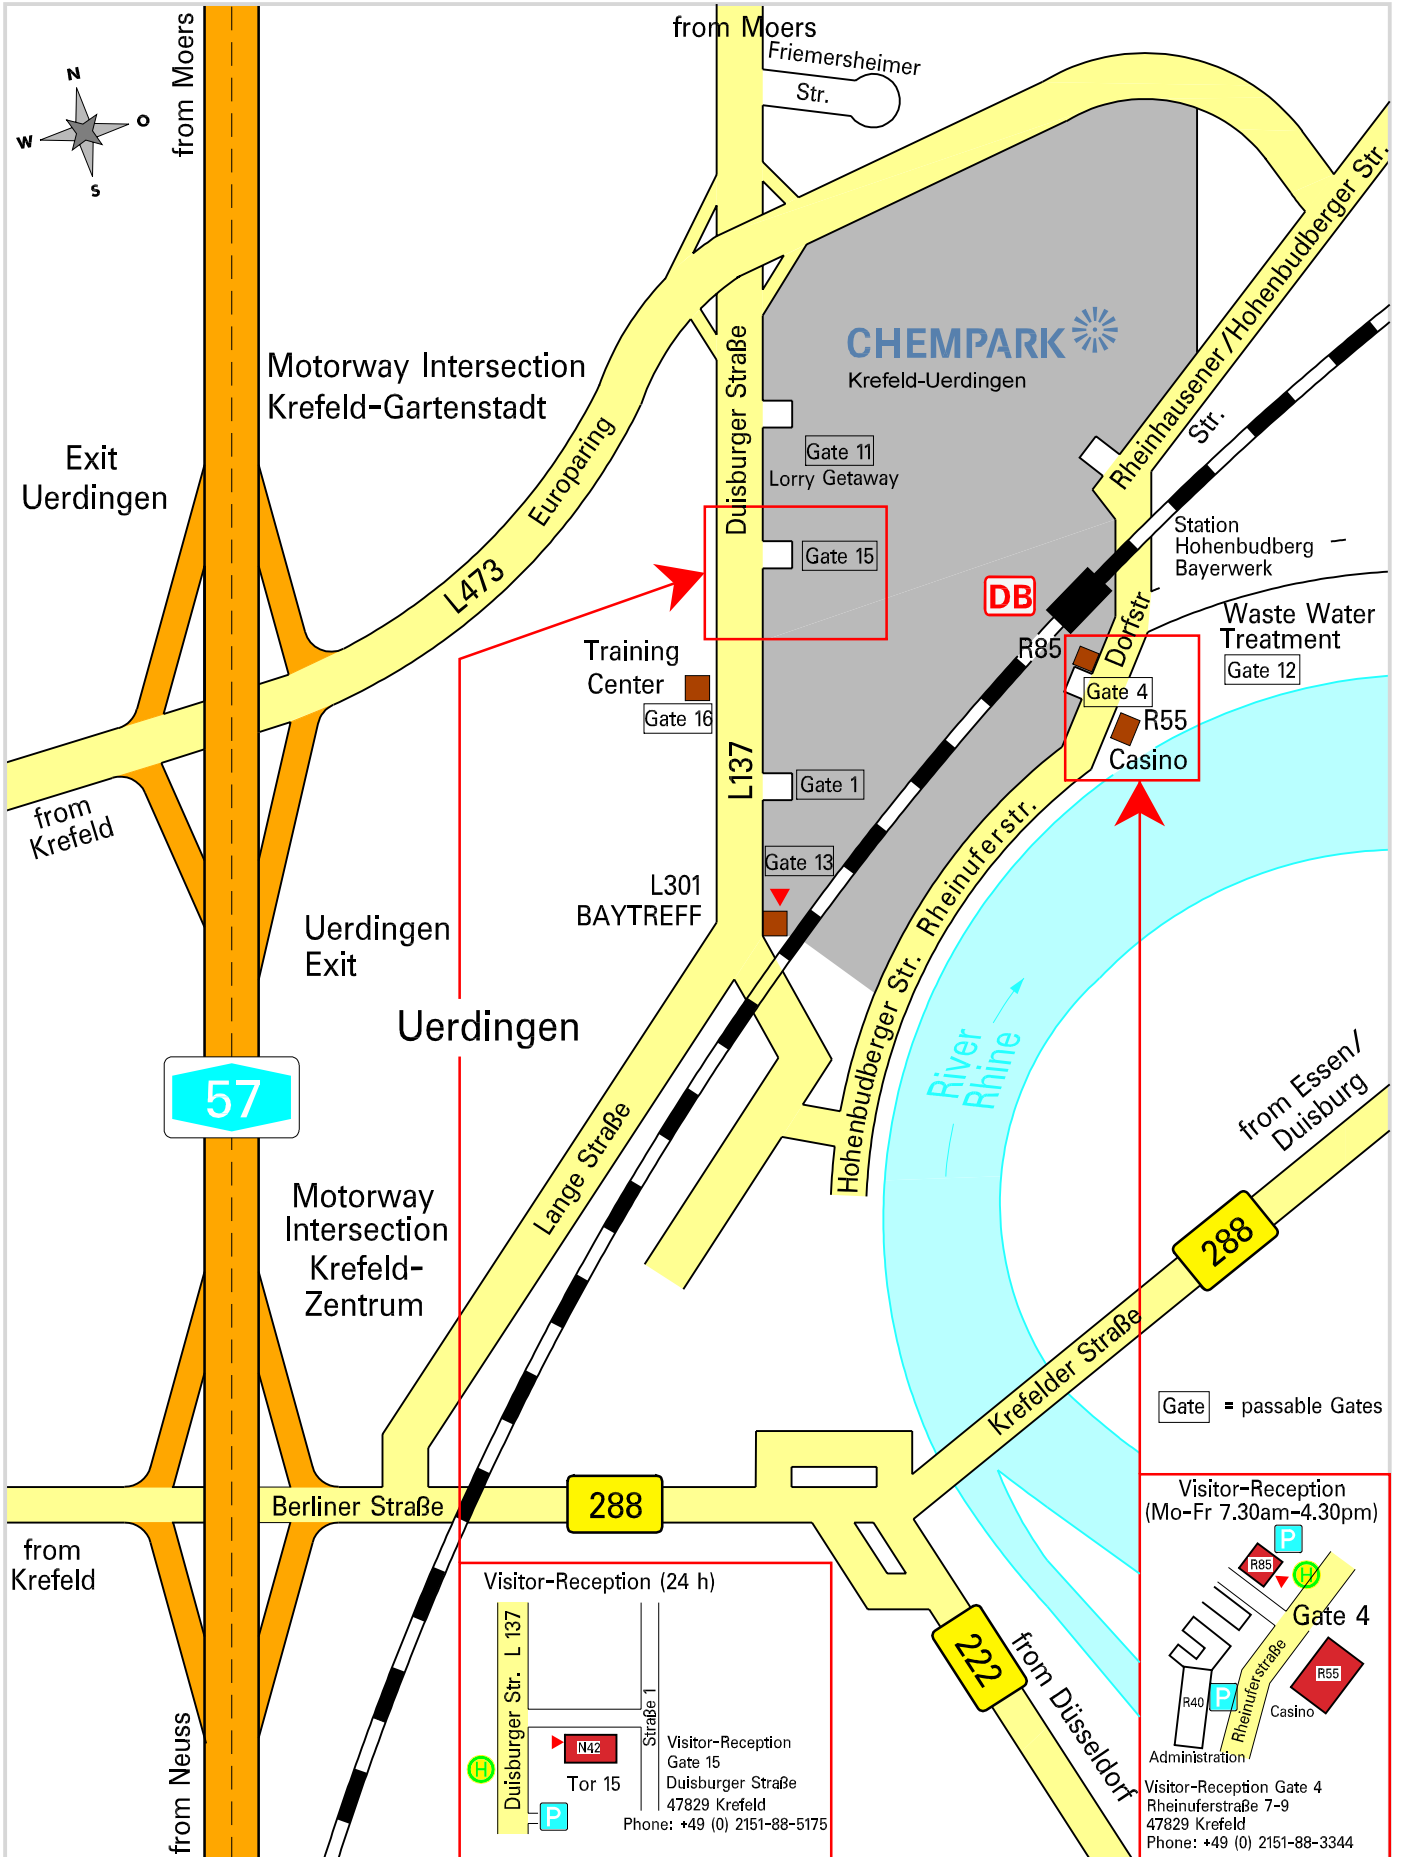 from Moers
from Moers
Friemersheimer
Str.
N
O
W
S
CHEMPARK
Krefeld-Uerdingen
Rheinhausener/Hohenbudberger Str.
Str.
Motorway Intersection
Krefeld-Gartenstadt
Duisburger Straße
Europaring
L473
Exit
Uerdingen
Gate 11
Lorry Getaway
Gate 15
Station
Hohenbudberg –
Bayerwerk
DB
Dorfstr.
Waste Water
Treatment
Gate 12
R85
Gate 4
R55
Casino
Training
Center
Gate 16
L137
Gate 1
Gate 13
L301
BAYTREFF
from
Krefeld
Uerdingen
Exit
Uerdingen
Hohenbudberger Str. Rheinuferstr.
River
Rhine
57
from Essen/
Duisburg
Lange Straße
Motorway
Intersection
Krefeld-
Zentrum
288
Krefelder Straße
Gate = passable Gates
Berliner Straße
288
from
Krefeld
222
from Düsseldorf
from Neuss
Visitor-Reception (24 h)
Duisburger Str. L 137
Straße 1
N42
Tor 15
H
P
Visitor-Reception
Gate 15
Duisburger Straße
47829 Krefeld
Phone: +49 (0) 2151-88-5175
Visitor-Reception
(Mo-Fr 7.30am-4.30pm)
P
R85
H
Gate 4
R55
Casino
Rheinuferstraße
R40
P
Administration
Visitor-Reception Gate 4
Rheinuferstraße 7-9
47829 Krefeld
Phone: +49 (0) 2151-88-3344